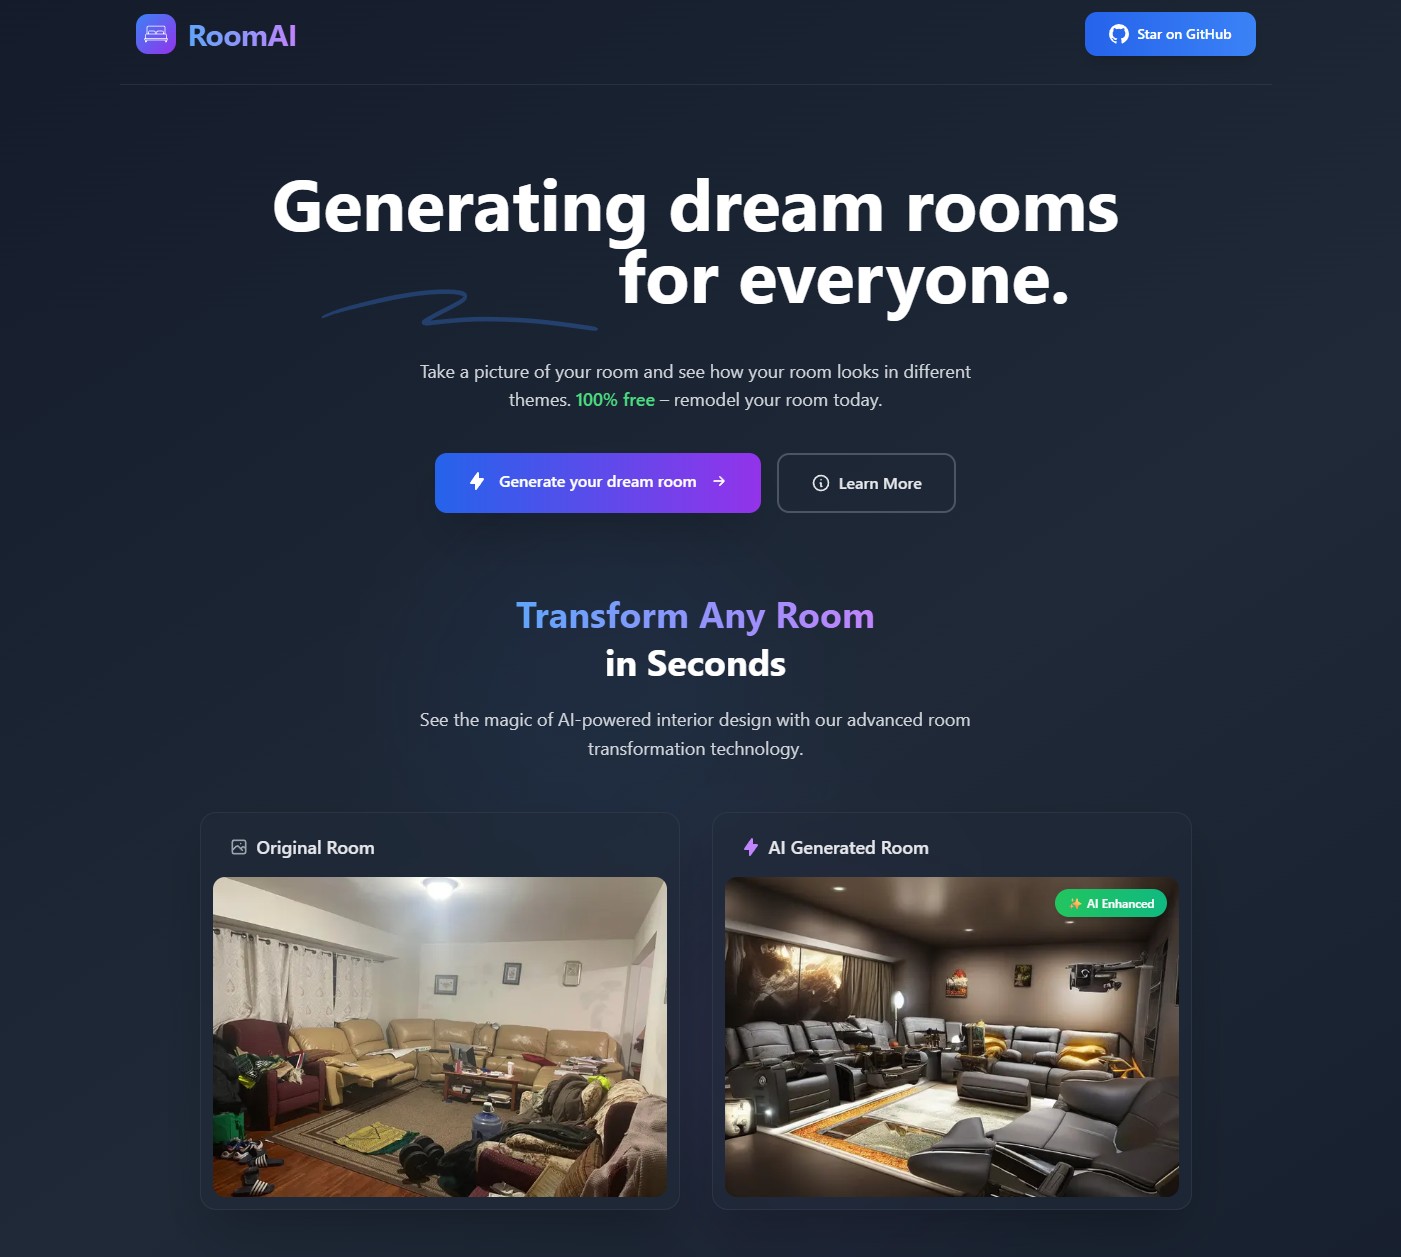 RoomAI
Star on GitHub
Generating dream rooms
for everyone.
Take a picture of your room and see how your room looks in different
themes. 100% free – remodel your room today.
Generate your dream room →
Learn More
Transform Any Room
in Seconds
See the magic of AI-powered interior design with our advanced room
transformation technology.
Original Room
AI Generated Room
✨ AI Enhanced